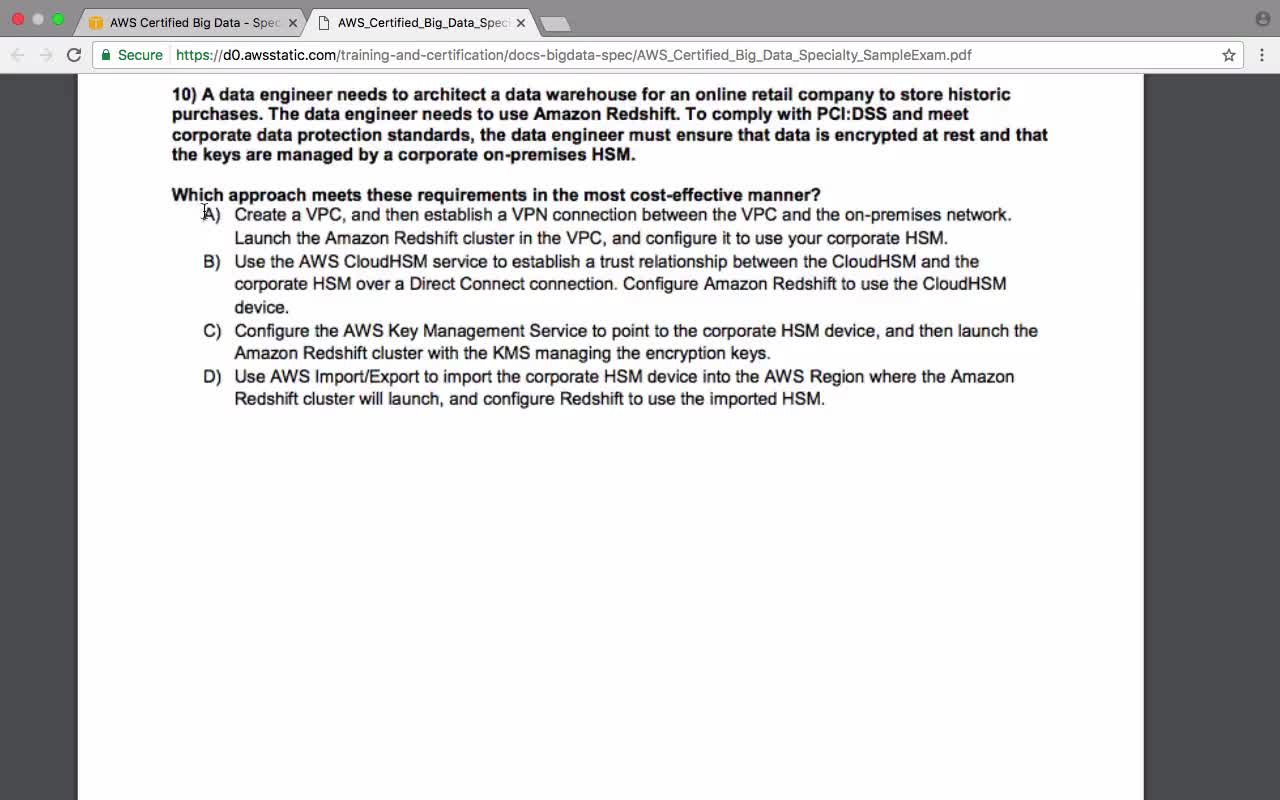 AWS Certified Big Data - Spec
AWS_Certified_Big_Data_Speci
Secure https://d0.awsstatic.com/training-and-certification/docs-bigdata-spec/AWS_Certified_Big_Data_Specialty_SampleExam.pdf
10) A data engineer needs to architect a data warehouse for an online retail company to store historic
purchases. The data engineer needs to use Amazon Redshift. To comply with PCI:DSS and meet
corporate data protection standards, the data engineer must ensure that data is encrypted at rest and that
the keys are managed by a corporate on-premises HSM.
Which approach meets these requirements in the most cost-effective manner?
A) Create a VPC, and then establish a VPN connection between the VPC and the on-premises network.
Launch the Amazon Redshift cluster in the VPC, and configure it to use your corporate HSM.
B) Use the AWS CloudHSM service to establish a trust relationship between the CloudHSM and the
corporate HSM over a Direct Connect connection. Configure Amazon Redshift to use the CloudHSM
device.
C) Configure the AWS Key Management Service to point to the corporate HSM device, and then launch the
Amazon Redshift cluster with the KMS managing the encryption keys.
D) Use AWS Import/Export to import the corporate HSM device into the AWS Region where the Amazon
Redshift cluster will launch, and configure Redshift to use the imported HSM.